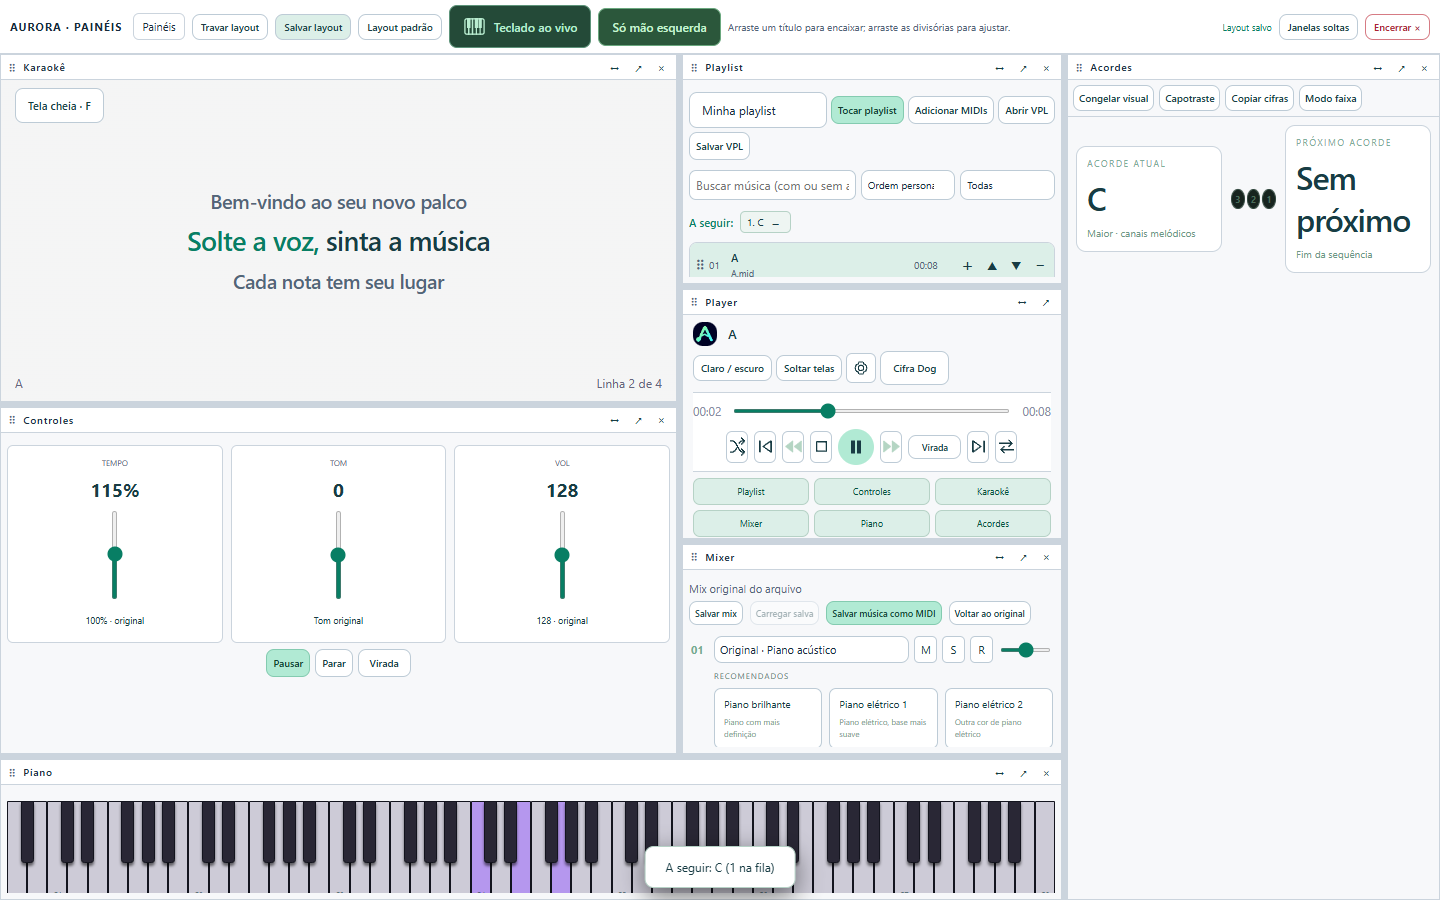 AURORA · PAINÉIS
Painéis
Travar layout
Salvar layout
Layout padrão
Teclado ao vivo
Só mão esquerda
Arraste um título para encaixar; arraste as divisórias para ajustar.
Layout salvo
Janelas soltas
Encerrar ×
Karaokê
Tela cheia · F
Bem-vindo ao seu novo palco
Solte a voz, sinta a música
Cada nota tem seu lugar
A
Linha 2 de 4
Controles
TEMPO
115%
100% · original
TOM
0
Tom original
VOL
128
128 · original
Pausar
Parar
Virada
Playlist
Minha playlist
Tocar playlist
Adicionar MIDIs
Abrir VPL
Salvar VPL
Buscar música (com ou sem a
Ordem persona
Todas
A seguir:
1. C
01
A
A.mid
00:08
Player
A
Claro / escuro
Soltar telas
Cifra Dog
00:02
00:08
Virada
Playlist
Controles
Karaokê
Mixer
Piano
Acordes
Mixer
Mix original do arquivo
Salvar mix
Carregar salva
Salvar música como MIDI
Voltar ao original
01
Original · Piano acústico
M
S
R
RECOMENDADOS
Piano brilhante
Piano com mais
definição
Piano elétrico 1
Piano elétrico, base mais
suave
Piano elétrico 2
Outra cor de piano
elétrico
Acordes
Congelar visual
Capotraste
Copiar cifras
Modo faixa
ACORDE ATUAL
C
Maior · canais melódicos
3 2 1
PRÓXIMO ACORDE
Sem
próximo
Fim da sequência
Piano
A seguir: C (1 na fila)